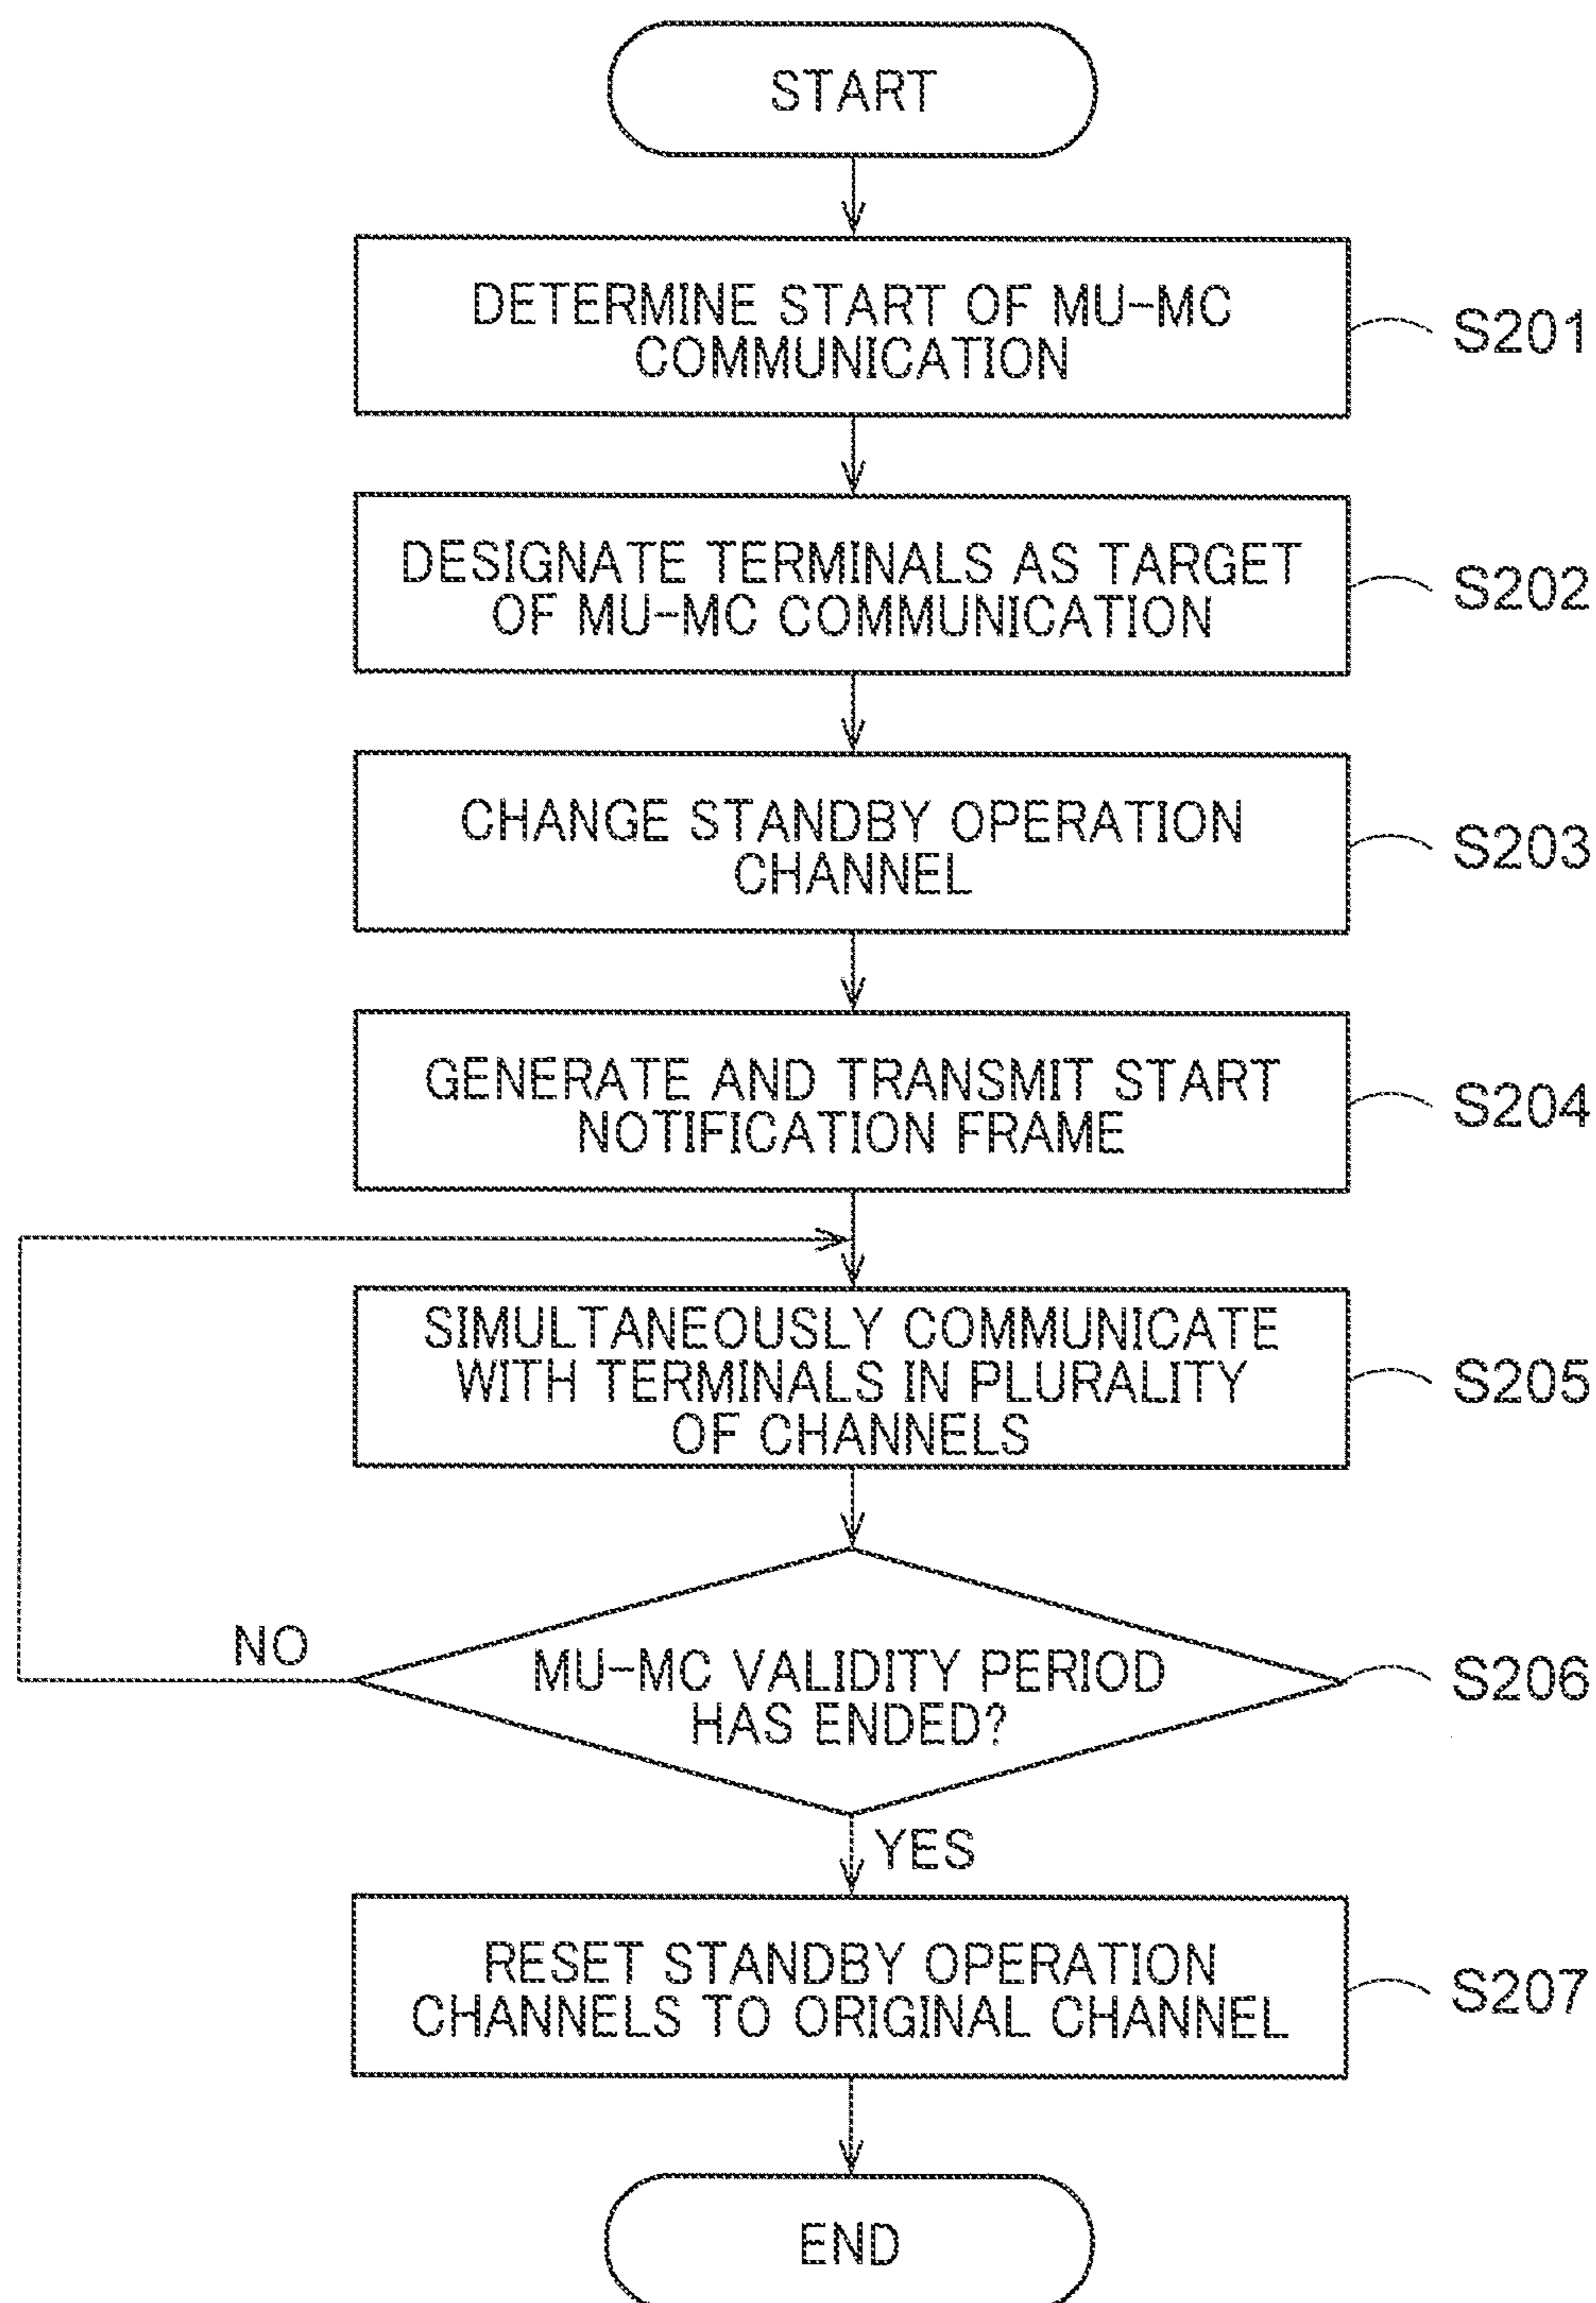 START
DETERMINE START OF MU-MC
COMMUNICATION
S201
DESIGNATE TERMINALS AS TARGET
OF MU-MC COMMUNICATION
S202
CHANGE STANDBY OPERATION
CHANNEL
S203
GENERATE AND TRANSMIT START
NOTIFICATION FRAME
S204
SIMULTANEOUSLY COMMUNICATE
WITH TERMINALS IN PLURALITY
OF CHANNELS
S205
NO
MU-MC VALIDITY PERIOD
HAS ENDED?
S206
YES
RESET STANDBY OPERATION
CHANNELS TO ORIGINAL CHANNEL
S207
END